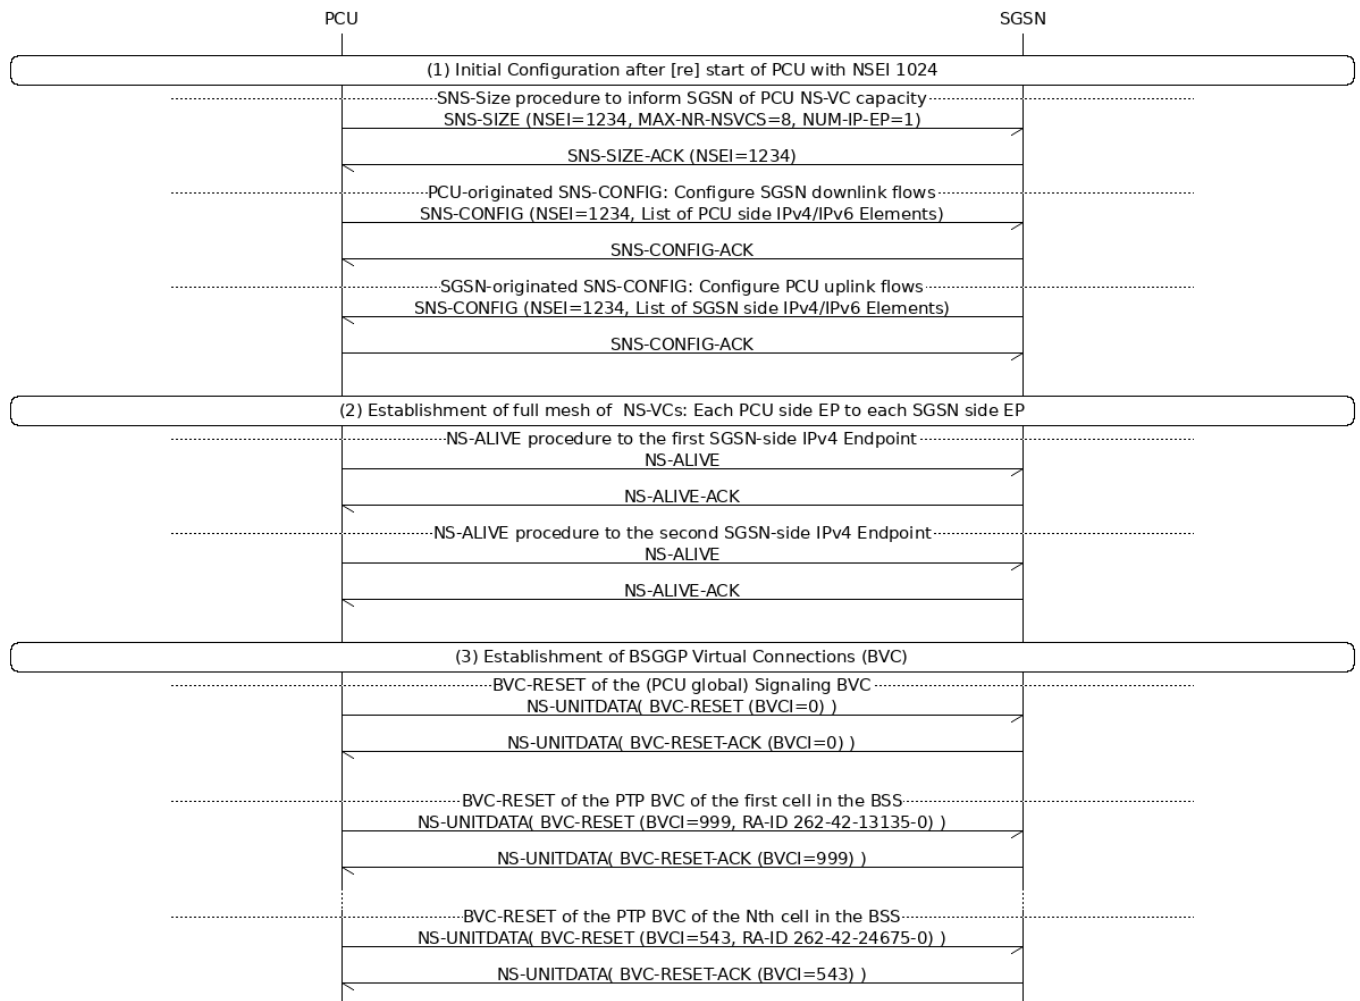 PCU SGSN
(1) Initial Configuration after [re] start of PCU with NSEI 1024
SNS-Size procedure to inform SGSN of PCU NS-VC capacity
SNS-SIZE (NSEI=1234, MAX-NR-NSVCS=8, NUM-IP-EP=1)
SNS-SIZE-ACK (NSEI=1234)
PCU-originated SNS-CONFIG: Configure SGSN downlink flows
SNS-CONFIG (NSEI=1234, List of PCU side IPv4/IPv6 Elements)
SNS-CONFIG-ACK
SGSN-originated SNS-CONFIG: Configure PCU uplink flows
SNS-CONFIG (NSEI=1234, List of SGSN side IPv4/IPv6 Elements)
SNS-CONFIG-ACK
(2) Establishment of full mesh of NS-VCs: Each PCU side EP to each SGSN side EP
NS-ALIVE procedure to the first SGSN-side IPv4 Endpoint
NS-ALIVE
NS-ALIVE-ACK
NS-ALIVE procedure to the second SGSN-side IPv4 Endpoint
NS-ALIVE
NS-ALIVE-ACK
(3) Establishment of BSGGP Virtual Connections (BVC)
BVC-RESET of the (PCU global) Signaling BVC
NS-UNITDATA( BVC-RESET (BVCI=0) )
NS-UNITDATA( BVC-RESET-ACK (BVCI=0) )
BVC-RESET of the PTP BVC of the first cell in the BSS
NS-UNITDATA( BVC-RESET (BVCI=999, RA-ID 262-42-13135-0) )
NS-UNITDATA( BVC-RESET-ACK (BVCI=999) )
BVC-RESET of the PTP BVC of the Nth cell in the BSS
NS-UNITDATA( BVC-RESET (BVCI=543, RA-ID 262-42-24675-0) )
NS-UNITDATA( BVC-RESET-ACK (BVCI=543) )